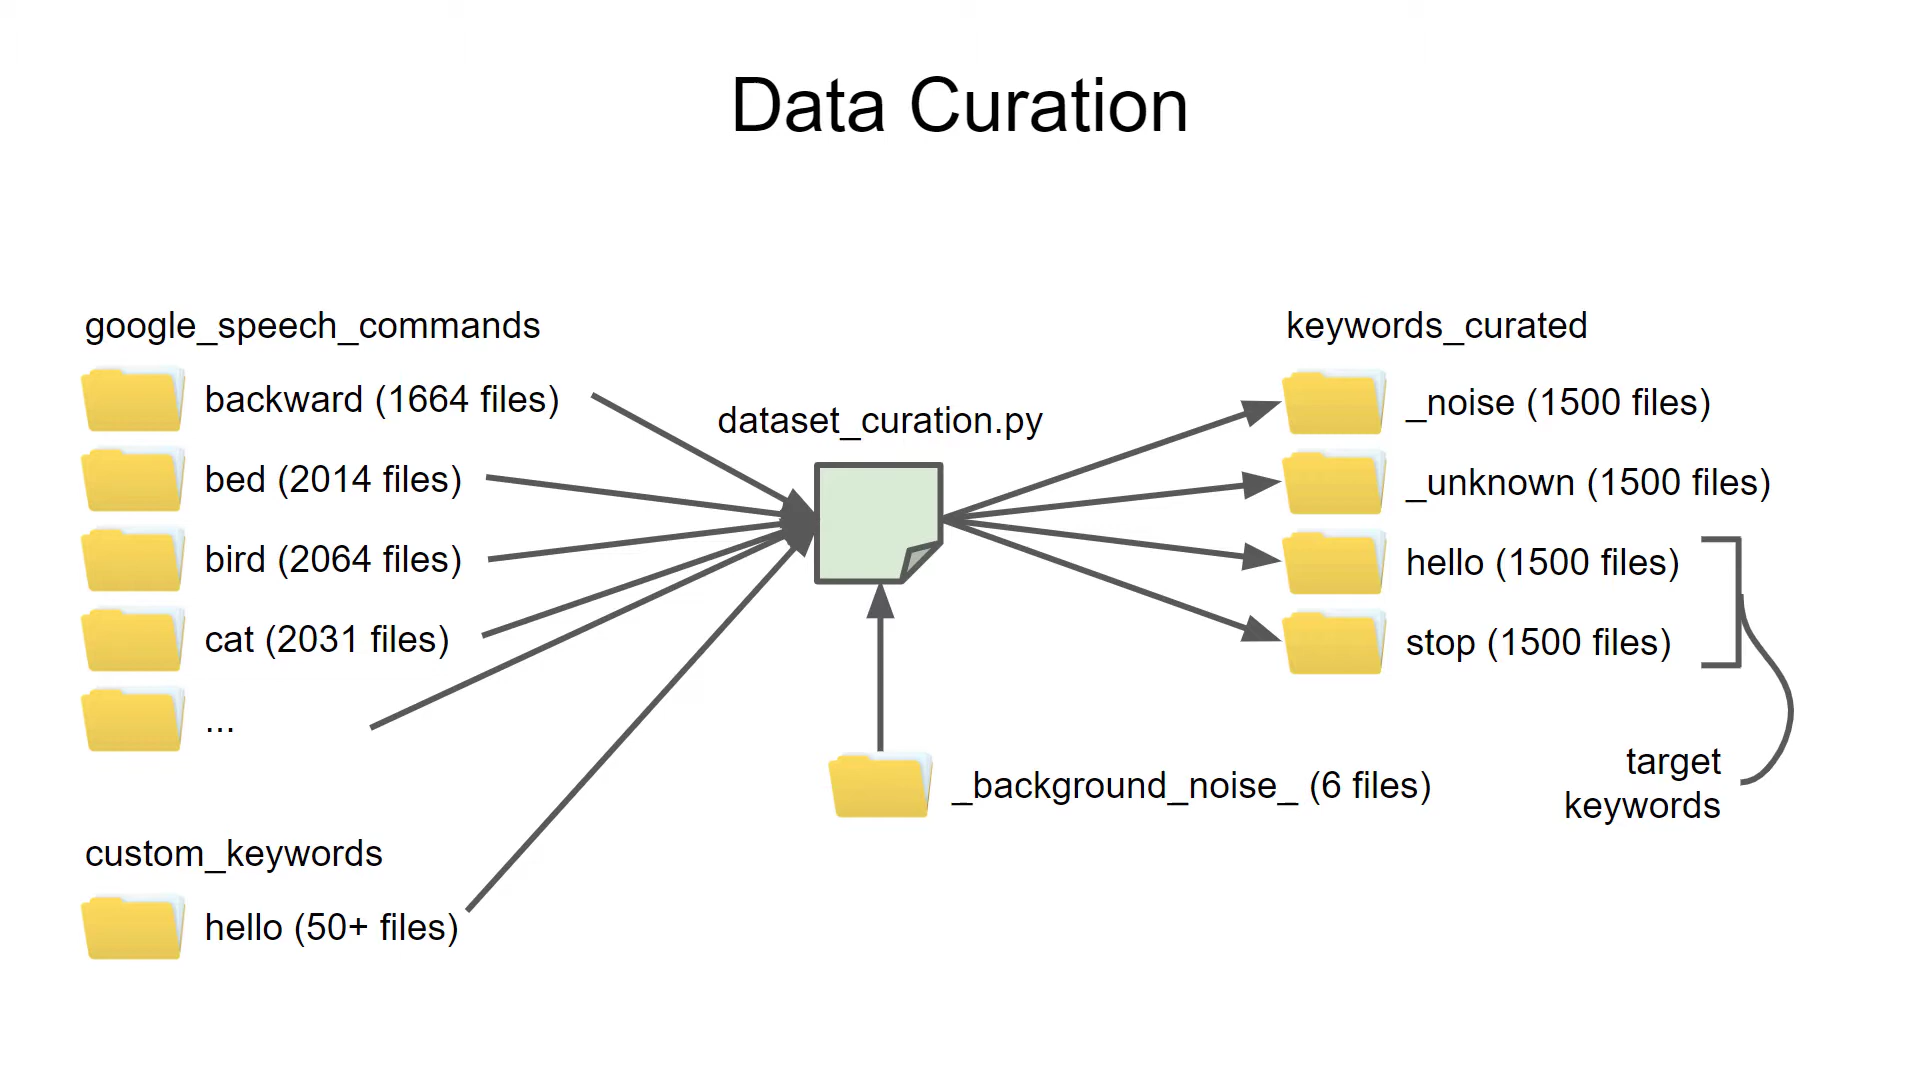 Data Curation
google_speech_commands
backward (1664 files)
bed (2014 files)
bird (2064 files)
cat (2031 files)
...
custom_keywords
hello (50+ files)
dataset_curation.py
_background_noise_ (6 files)
keywords_curated
_noise (1500 files)
_unknown (1500 files)
hello (1500 files)
stop (1500 files)
target
keywords